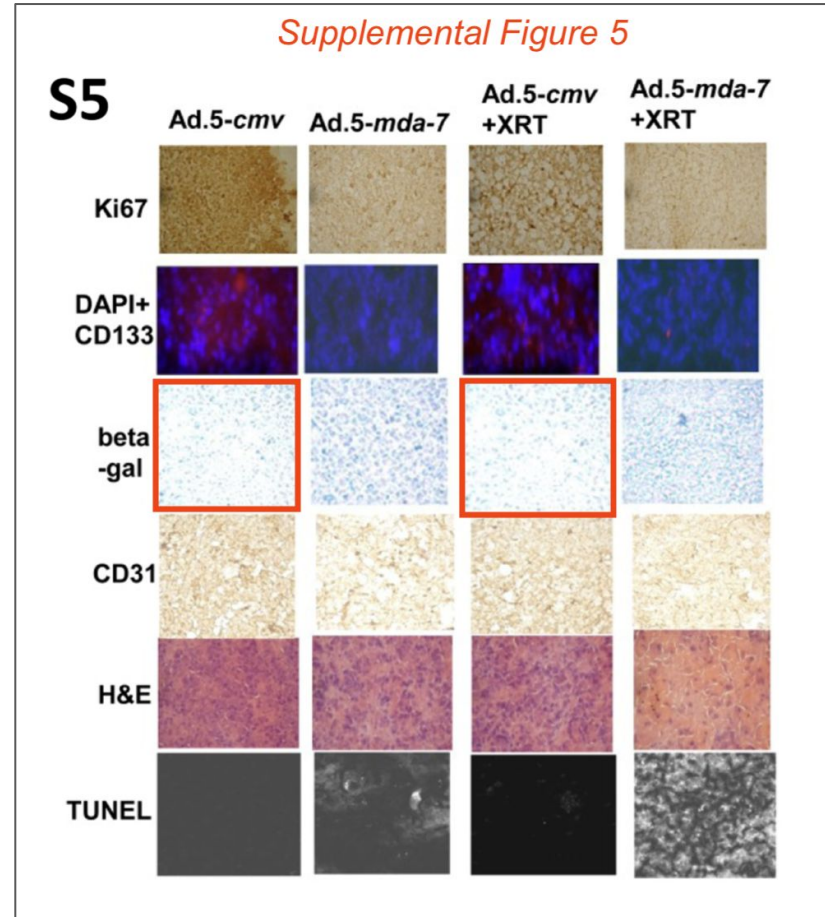 Supplemental Figure 5
S5
Ad.5-cmv Ad.5-mda-7 Ad.5-cmv Ad.5-mda-7
+XRT +XRT
Ki67
DAPI+
CD133
beta
-gal
CD31
H&E
TUNEL